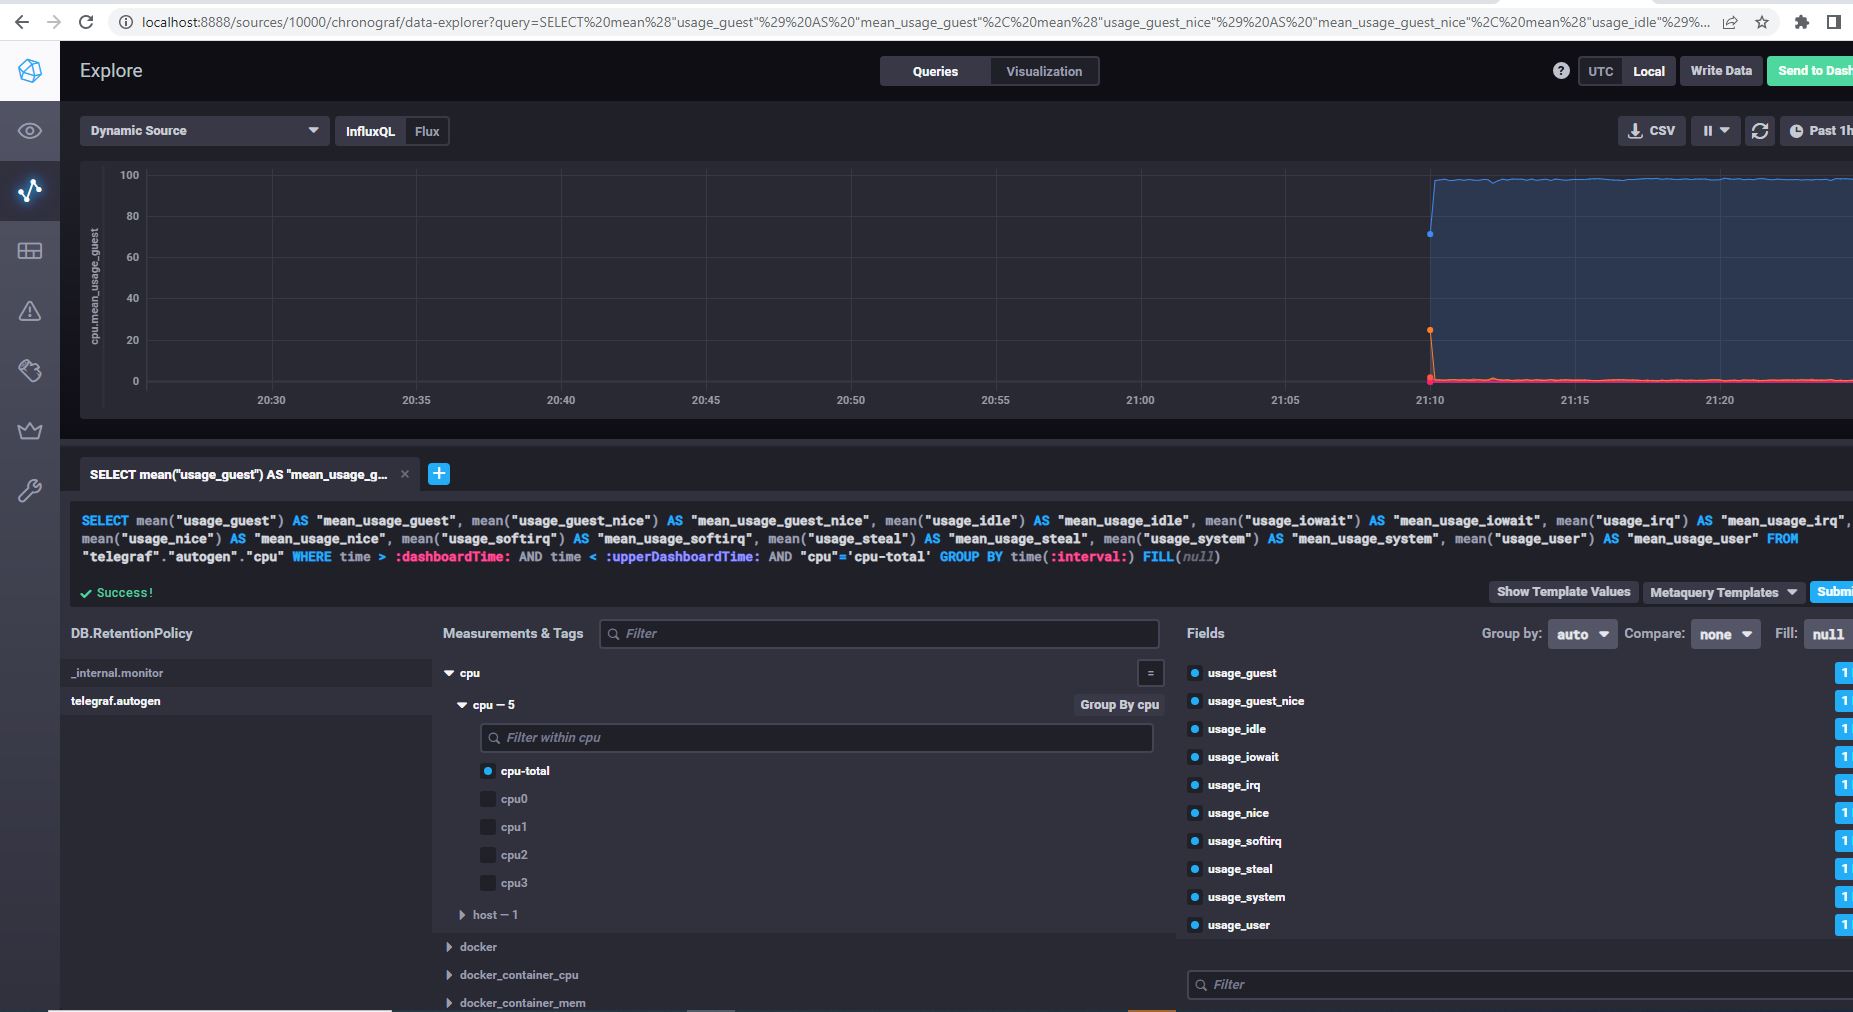 localhost:8888/sources/10000/chronograf/data-explorer?query=SELECT%20mean%28"usage_guest"%29%20AS%20"mean_usage_guest"%2C%20mean%28"usage_guest_nice"%29%20AS%20"mean_usage_guest_nice"%2C%20mean%28"usage_idle"%29%...
Explore
Queries
Visualization
?
UTC
Local
Write Data
Send to Dash
Dynamic Source
InfluxQL
Flux
CSV
Past 1h
cpu.mean_usage_guest
100
80
60
40
20
0
20:30
20:35
20:40
20:45
20:50
20:55
21:00
21:05
21:10
21:15
21:20
SELECT mean("usage_guest") AS "mean_usage_g...
×
+
SELECT mean("usage_guest") AS "mean_usage_guest", mean("usage_guest_nice") AS "mean_usage_guest_nice", mean("usage_idle") AS "mean_usage_idle", mean("usage_iowait") AS "mean_usage_iowait", mean("usage_irq") AS "mean_usage_irq",
mean("usage_nice") AS "mean_usage_nice", mean("usage_softirq") AS "mean_usage_softirq", mean("usage_steal") AS "mean_usage_steal", mean("usage_system") AS "mean_usage_system", mean("usage_user") AS "mean_usage_user" FROM
"telegraf"."autogen"."cpu" WHERE time > :dashboardTime: AND time < :upperDashboardTime: AND "cpu"='cpu-total' GROUP BY time(:interval:) FILL(null)
Success!
Show Template Values
Metaquery Templates
Submi
DB.RetentionPolicy
Measurements & Tags
Filter
Fields
Group by:
auto
Compare:
none
Fill:
null
_internal.monitor
telegraf.autogen
cpu
=
cpu — 5
Group By cpu
Filter within cpu
cpu-total
cpu0
cpu1
cpu2
cpu3
host — 1
docker
docker_container_cpu
docker_container_mem
usage_guest
1
usage_guest_nice
1
usage_idle
1
usage_iowait
1
usage_irq
1
usage_nice
1
usage_softirq
1
usage_steal
1
usage_system
1
usage_user
1
Filter